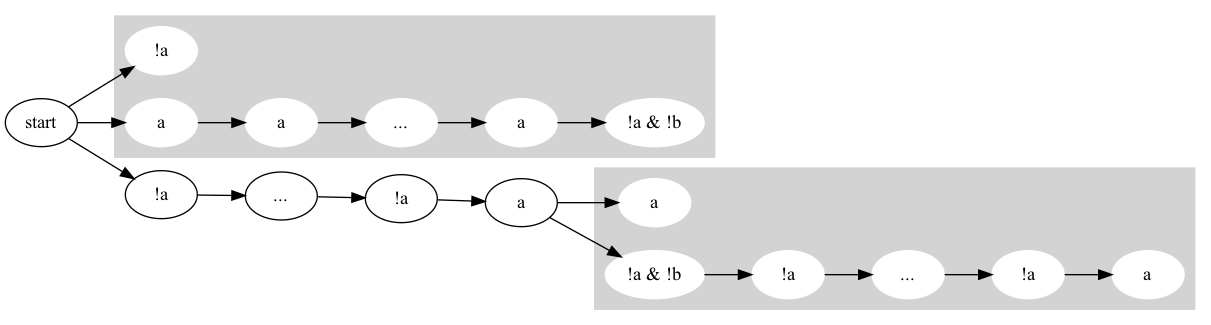 !a
start a a ... a !a & !b
!a ... !a a a
!a & !b !a ... !a a